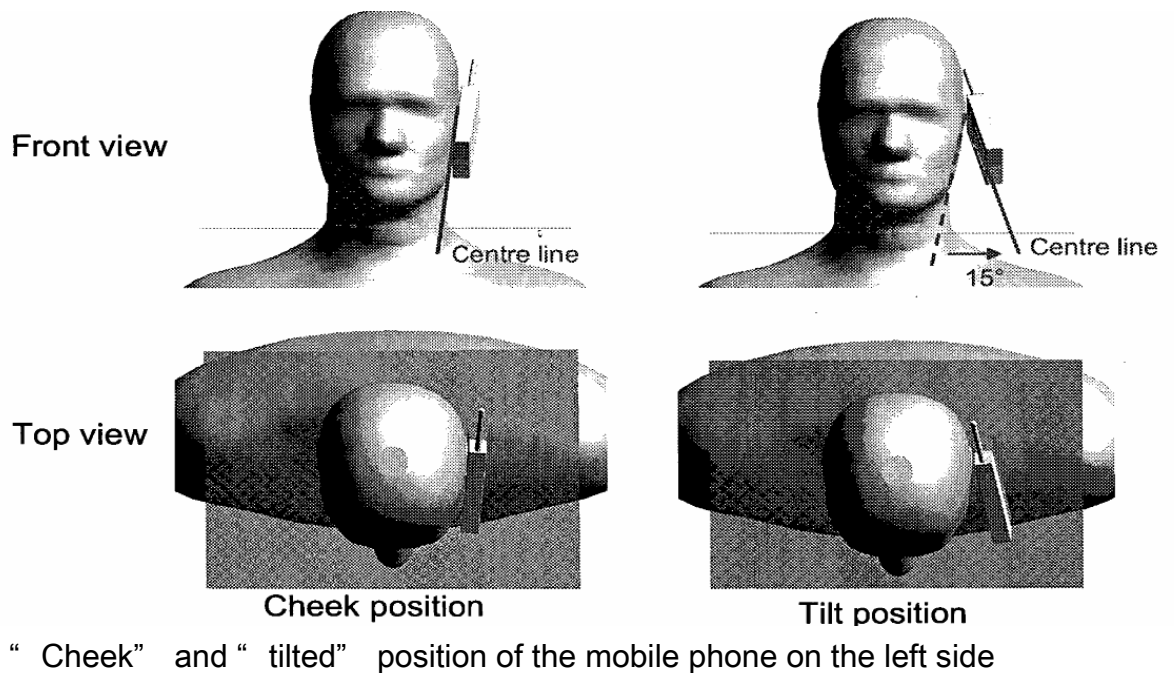 Front view
Centre line
Centre line
15°
Top view
Cheek position
Tilt position
“ Cheek” and “ tilted” position of the mobile phone on the left side